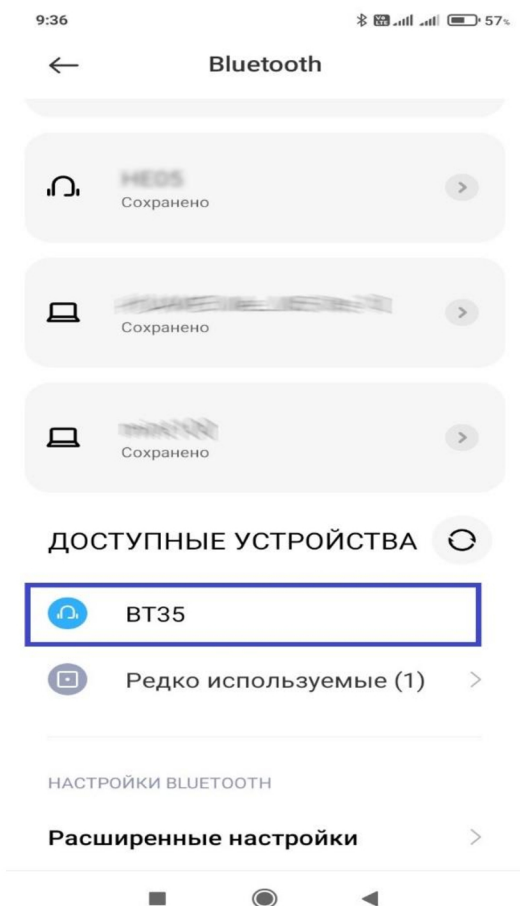 9:36
57%
Bluetooth
Сохранено
Сохранено
Сохранено
ДОСТУПНЫЕ УСТРОЙСТВА
BT35
Редко используемые (1)
НАСТРОЙКИ BLUETOOTH
Расширенные настройки